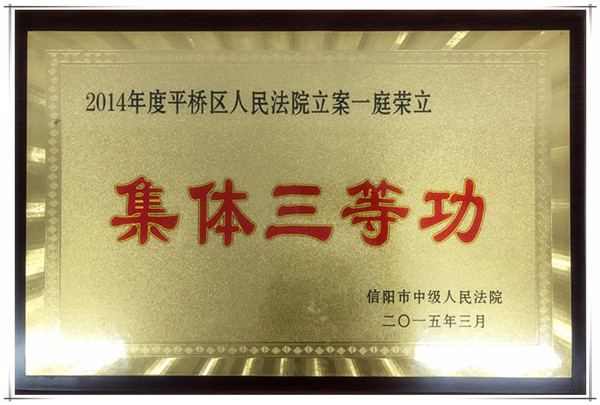 2014年度平桥区人民法院立案一庭荣立
集体三等功
信阳市中级人民法院
二〇一五年三月